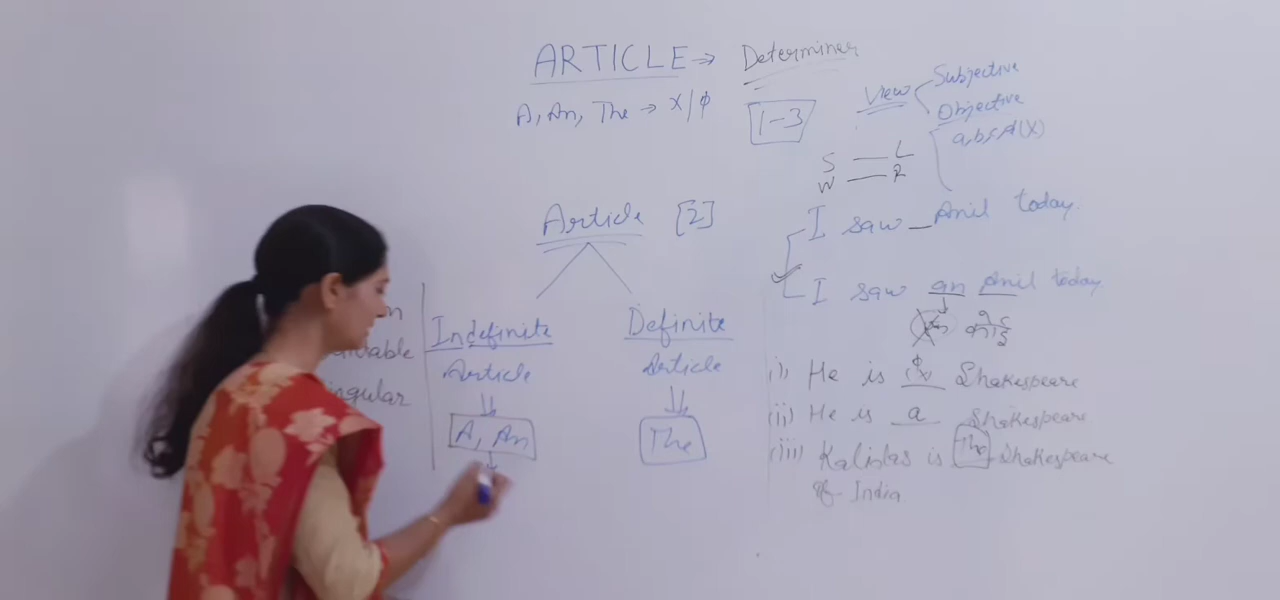 ARTICLE → Determiner
A, An, The → X/ϕ
1-3
View
Subjective
Objective
a, b, c, d (X)
S — L
W — R
Article [2]
I saw _ Anil today
I saw an Anil today
कोई
Indefinite
Article
A, An
Definite
Article
The
ngular
(i) He is ϕ Shakespeare
(ii) He is a Shakespeare
(iii) Kalidas is The Shakespeare
of India